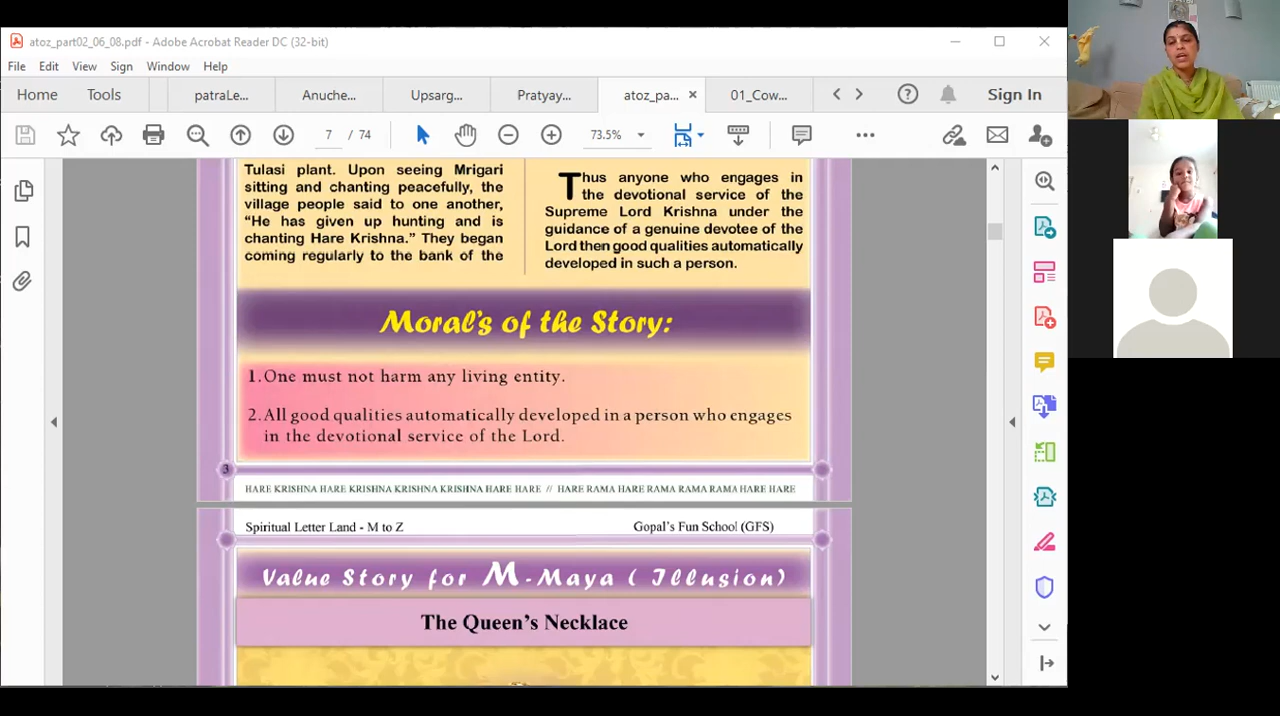 atoz_part02_06_08.pdf - Adobe Acrobat Reader DC (32-bit)
File Edit View Sign Window Help
Home Tools patraLe... Anuche... Upsarg... Pratyay... atoz_pa... 01_Cow... Sign In
7 / 74 73.5%
Tulasi plant. Upon seeing Mrigari
sitting and chanting peacefully, the
village people said to one another,
“He has given up hunting and is
chanting Hare Krishna.” They began
coming regularly to the bank of the
Thus anyone who engages in
the devotional service of the
Supreme Lord Krishna under the
guidance of a genuine devotee of the
Lord then good qualities automatically
developed in such a person.
Moral's of the Story:
1. One must not harm any living entity.
2. All good qualities automatically developed in a person who engages
in the devotional service of the Lord.
3
HARE KRISHNA HARE KRISHNA KRISHNA KRISHNA HARE HARE // HARE RAMA HARE RAMA RAMA RAMA HARE HARE
Spiritual Letter Land - M to Z Gopal's Fun School (GFS)
Value Story for M - Maya ( Illusion)
The Queen's Necklace